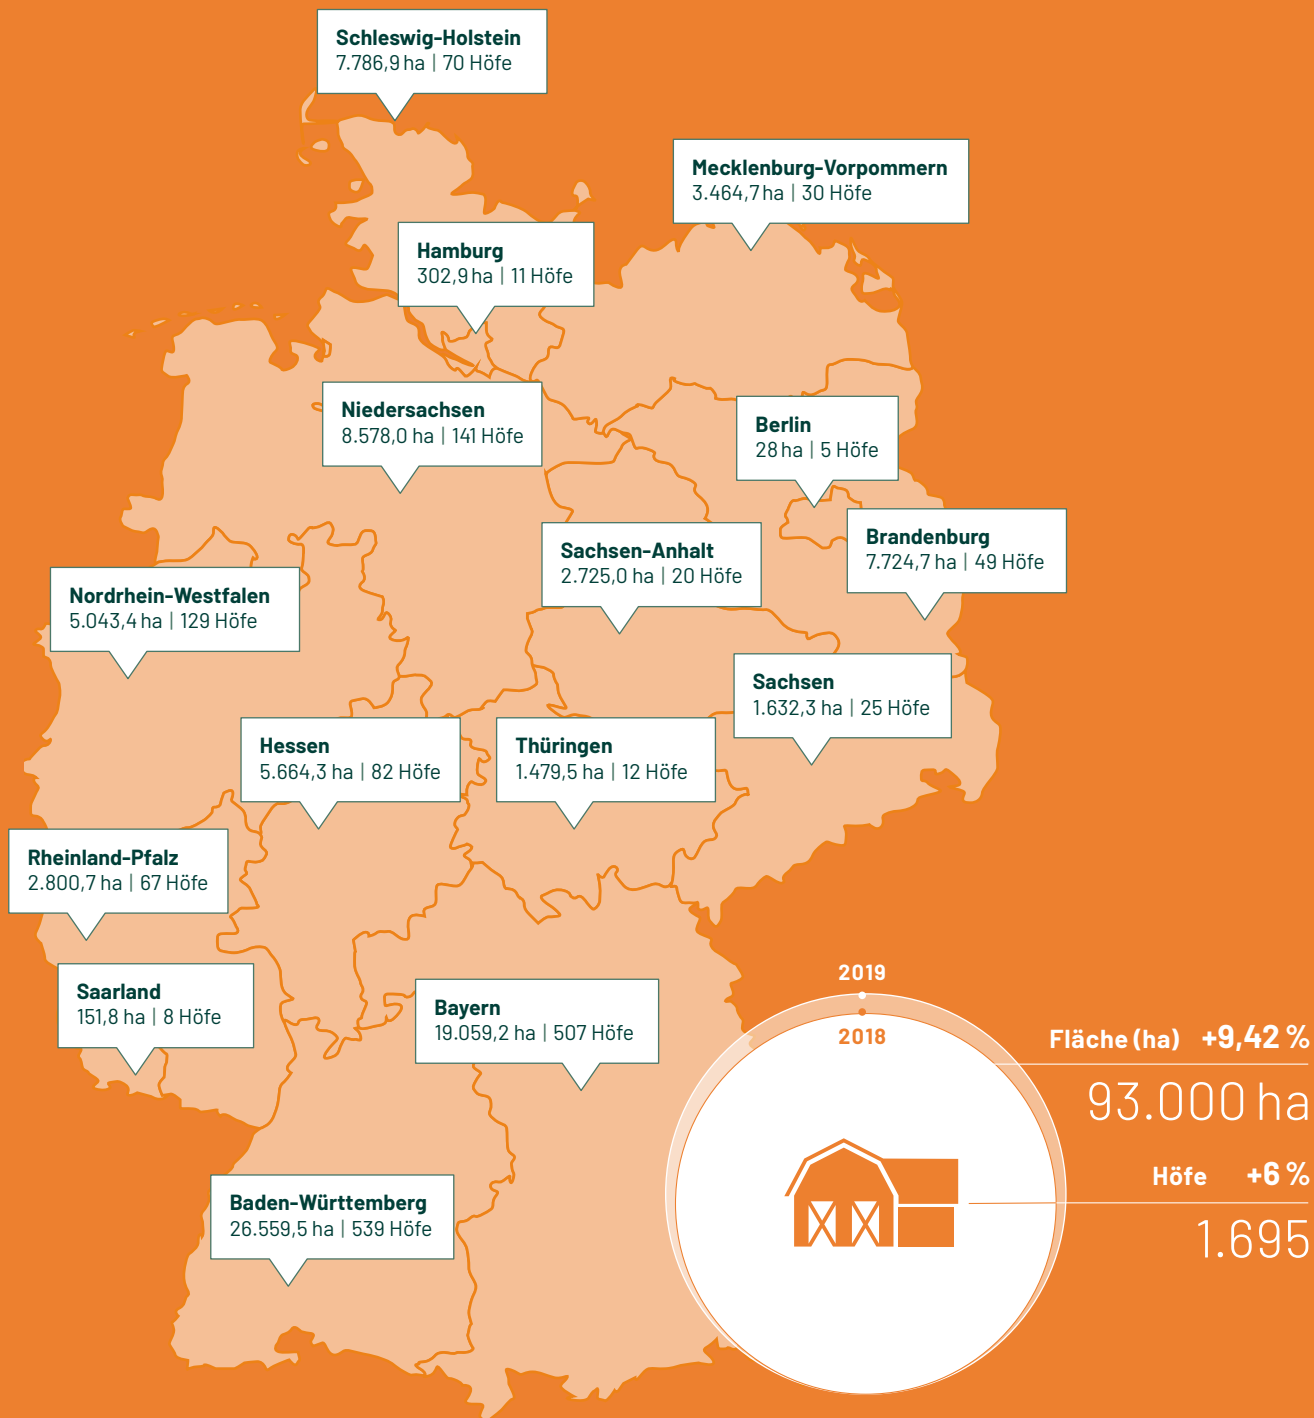 Schleswig-Holstein
7.786,9 ha | 70 Höfe
Mecklenburg-Vorpommern
3.464,7 ha | 30 Höfe
Hamburg
302,9 ha | 11 Höfe
Niedersachsen
8.578,0 ha | 141 Höfe
Berlin
28 ha | 5 Höfe
Sachsen-Anhalt
2.725,0 ha | 20 Höfe
Brandenburg
7.724,7 ha | 49 Höfe
Nordrhein-Westfalen
5.043,4 ha | 129 Höfe
Sachsen
1.632,3 ha | 25 Höfe
Hessen
5.664,3 ha | 82 Höfe
Thüringen
1.479,5 ha | 12 Höfe
Rheinland-Pfalz
2.800,7 ha | 67 Höfe
Saarland
151,8 ha | 8 Höfe
Bayern
19.059,2 ha | 507 Höfe
Baden-Württemberg
26.559,5 ha | 539 Höfe
2019
2018
Fläche (ha) +9,42 %
93.000 ha
Höfe +6 %
1.695